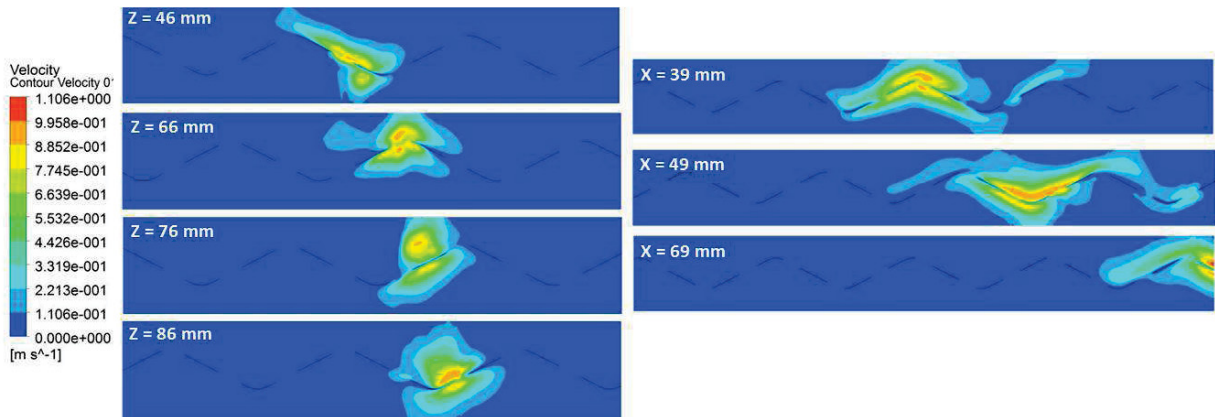 Velocity
Contour Velocity 0'
1.106e+000
9.958e-001
8.852e-001
7.745e-001
6.639e-001
5.532e-001
4.426e-001
3.319e-001
2.213e-001
1.106e-001
0.000e+000
[m s^-1]
Z = 46 mm
Z = 66 mm
Z = 76 mm
Z = 86 mm
X = 39 mm
X = 49 mm
X = 69 mm